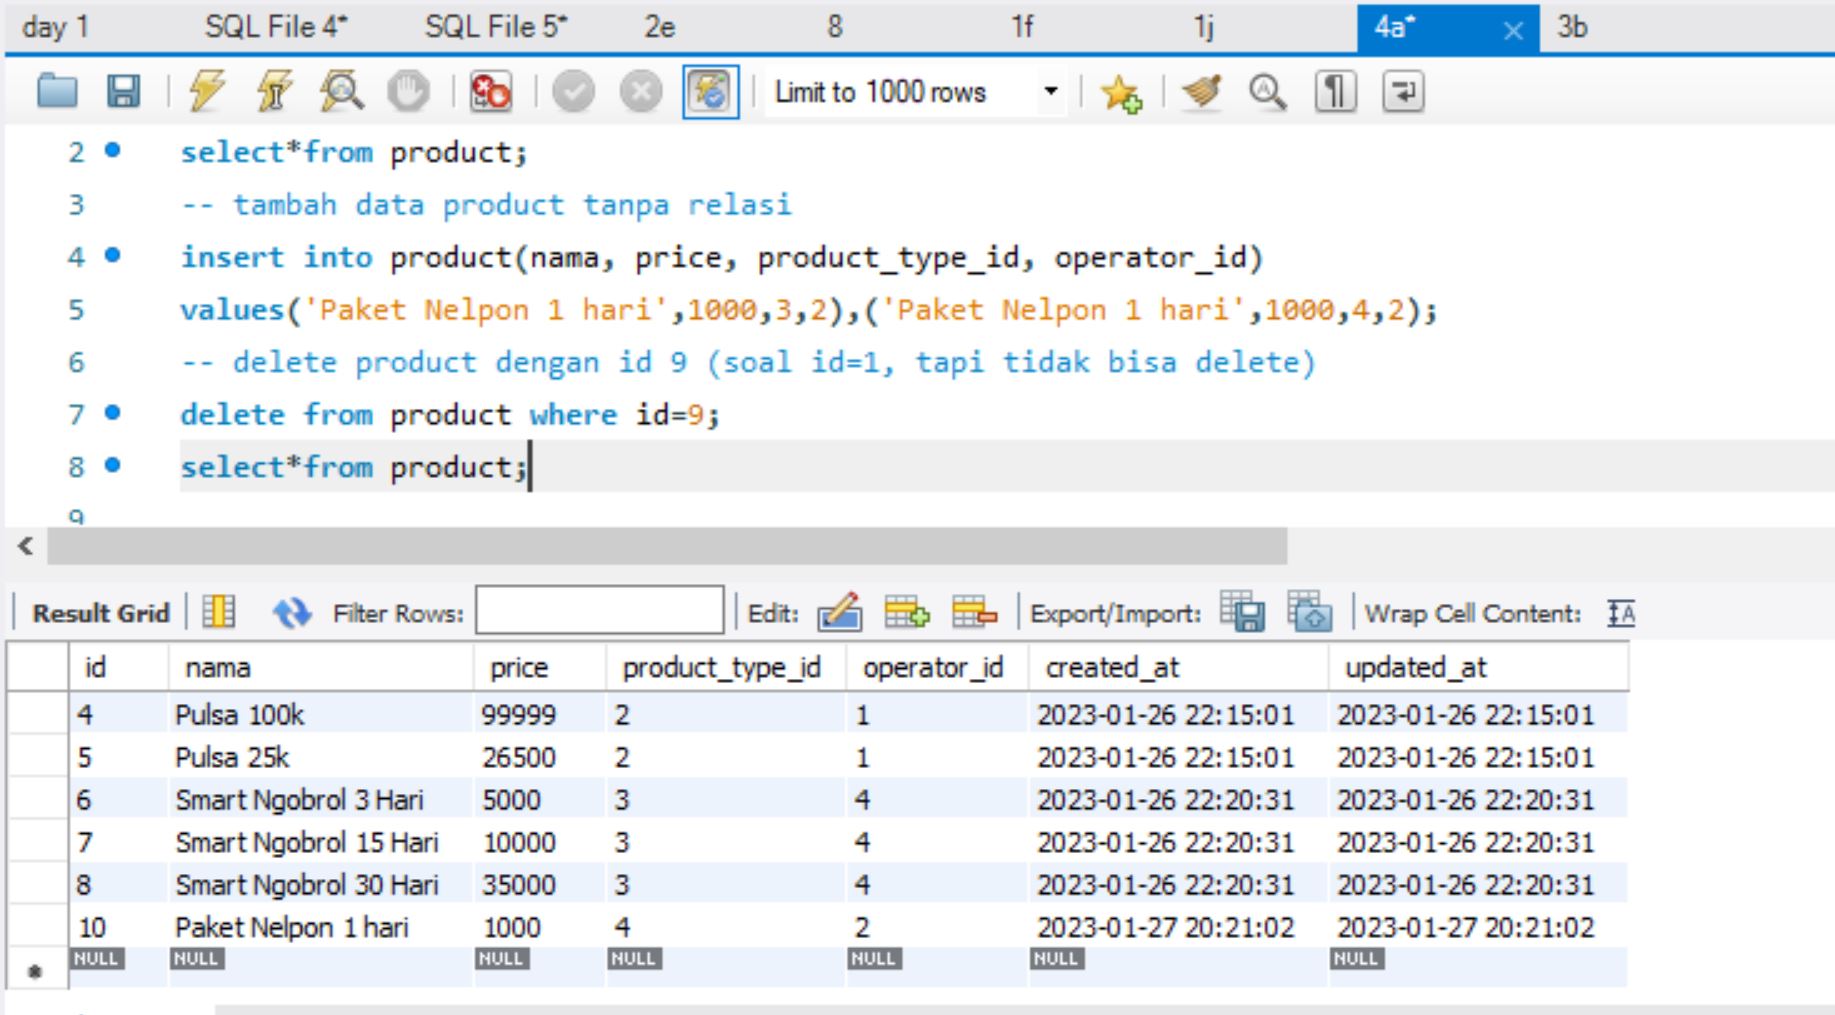 day 1 SQL File 4* SQL File 5* 2e 8 1f 1j 4a* 3b
Limit to 1000 rows
2 select*from product;
3 -- tambah data product tanpa relasi
4 insert into product(nama, price, product_type_id, operator_id)
5 values('Paket Nelpon 1 hari',1000,3,2),('Paket Nelpon 1 hari',1000,4,2);
6 -- delete product dengan id 9 (soal id=1, tapi tidak bisa delete)
7 delete from product where id=9;
8 select*from product;
9
Result Grid Filter Rows: Edit: Export/Import: Wrap Cell Content: IA
id nama price product_type_id operator_id created_at updated_at
4 Pulsa 100k 99999 2 1 2023-01-26 22:15:01 2023-01-26 22:15:01
5 Pulsa 25k 26500 2 1 2023-01-26 22:15:01 2023-01-26 22:15:01
6 Smart Ngobrol 3 Hari 5000 3 4 2023-01-26 22:20:31 2023-01-26 22:20:31
7 Smart Ngobrol 15 Hari 10000 3 4 2023-01-26 22:20:31 2023-01-26 22:20:31
8 Smart Ngobrol 30 Hari 35000 3 4 2023-01-26 22:20:31 2023-01-26 22:20:31
10 Paket Nelpon 1 hari 1000 4 2 2023-01-27 20:21:02 2023-01-27 20:21:02
NULL NULL NULL NULL NULL NULL NULL